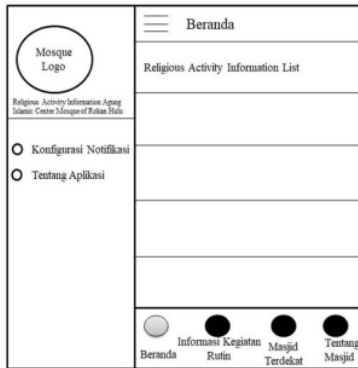 Mosque
Logo
Religious Activity Information Agung
Islamic Center Mosque of Rokan Hulu
Konfigurasi Notifikasi
Tentang Aplikasi
Beranda
Religious Activity Information List
Beranda
Informasi Kegiatan
Rutin
Masjid
Terdekat
Tentang
Masjid